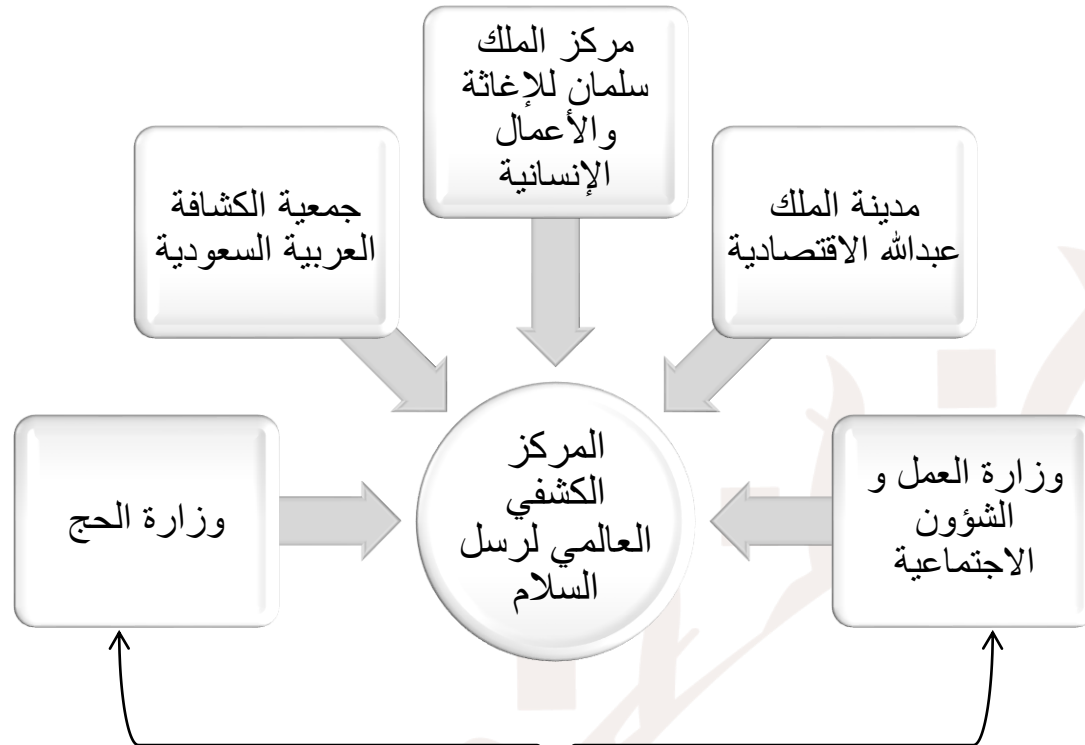 مركز الملك
سلمان للإغاثة
والأعمال
الإنسانية
مدينة الملك
عبدالله الاقتصادية
جمعية الكشافة
العربية السعودية
وزارة العمل و
الشؤون
الاجتماعية
المركز
الكشفي
العالمي لرسل
السلام
وزارة الحج